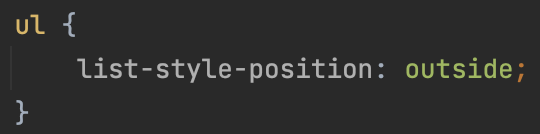 ul {
    list-style-position: outside;
}